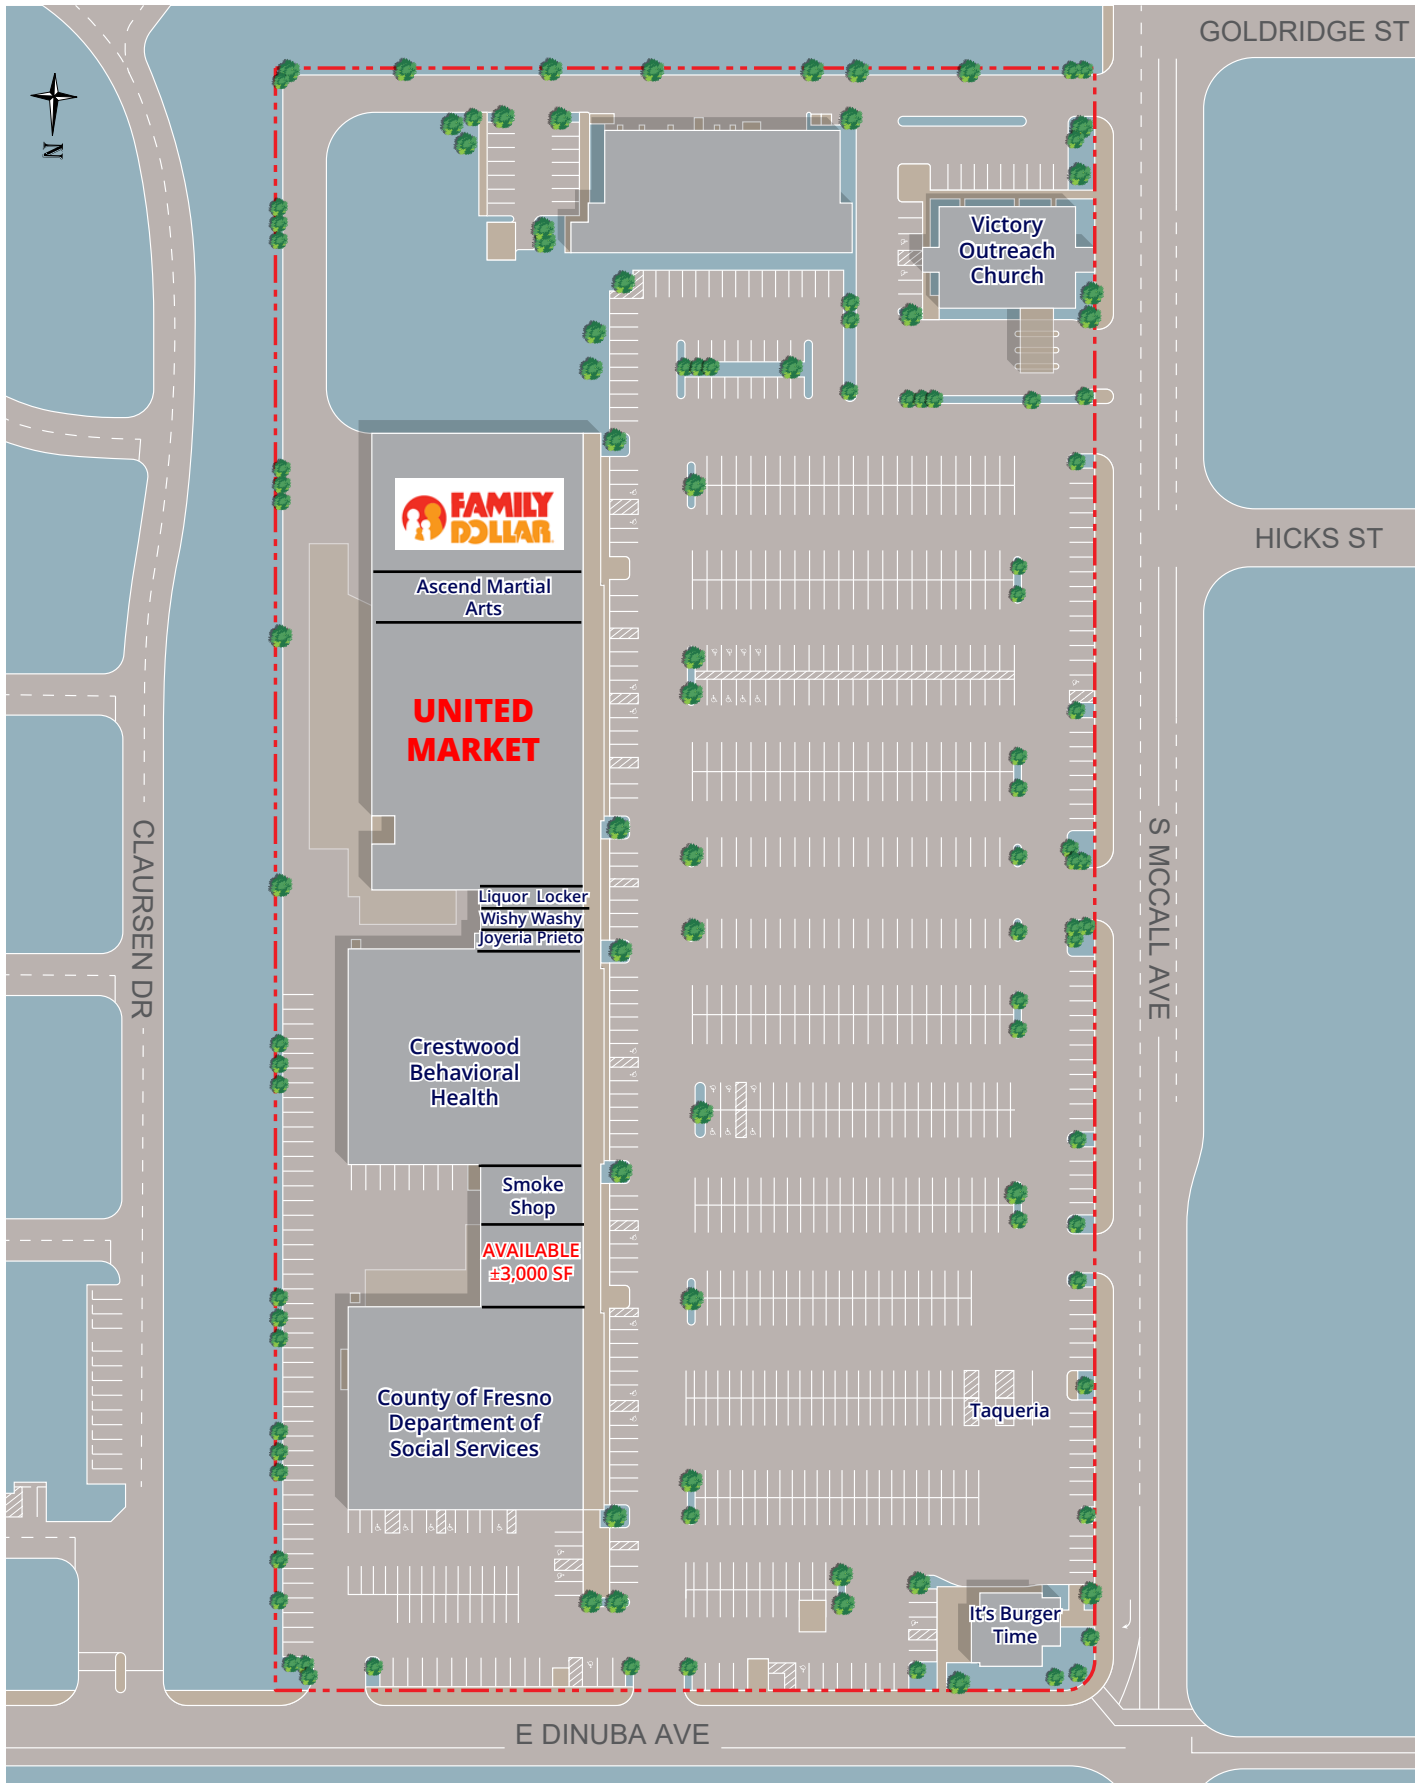 GOLDRIDGE ST
N
Victory
Outreach
Church
FAMILY
DOLLAR
HICKS ST
Ascend Martial
Arts
UNITED
MARKET
CLAURSEN DR
S MCCALL AVE
Liquor Locker
Wishy Washy
Joyeria Prieto
Crestwood
Behavioral
Health
Smoke
Shop
AVAILABLE
±3,000 SF
County of Fresno
Department of
Social Services
Taqueria
It's Burger
Time
E DINUBA AVE